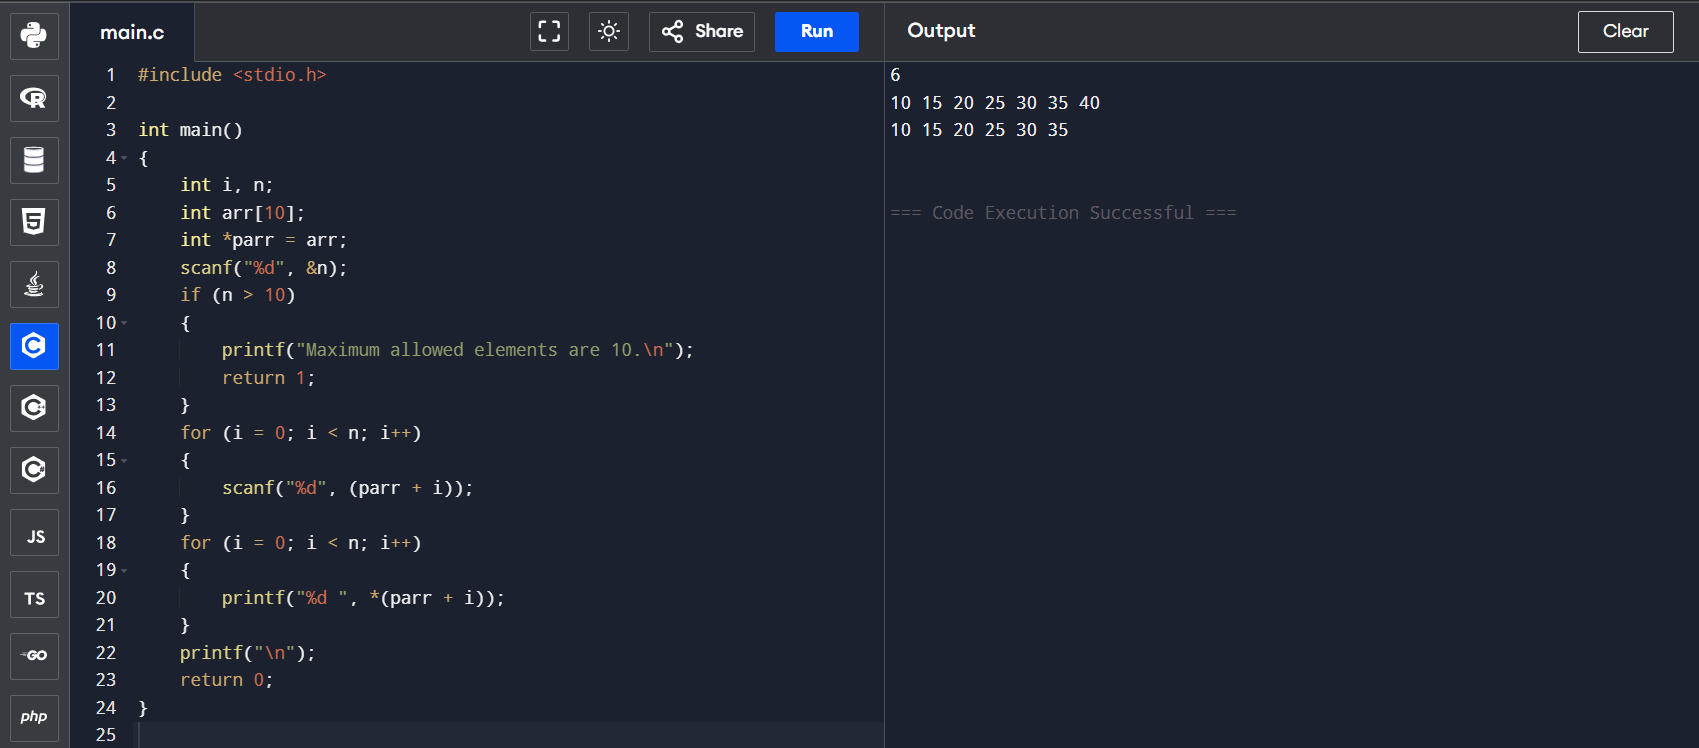 main.c
Share
Run
Output
Clear
1 #include <stdio.h>
2
3 int main()
4 {
5     int i, n;
6     int arr[10];
7     int *parr = arr;
8     scanf("%d", &n);
9     if (n > 10)
10     {
11         printf("Maximum allowed elements are 10.\n");
12         return 1;
13     }
14     for (i = 0; i < n; i++)
15     {
16         scanf("%d", (parr + i));
17     }
18     for (i = 0; i < n; i++)
19     {
20         printf("%d ", *(parr + i));
21     }
22     printf("\n");
23     return 0;
24 }
25
6
10 15 20 25 30 35 40
10 15 20 25 30 35
=== Code Execution Successful ===
R
5
C
C
C#
JS
TS
GO
php